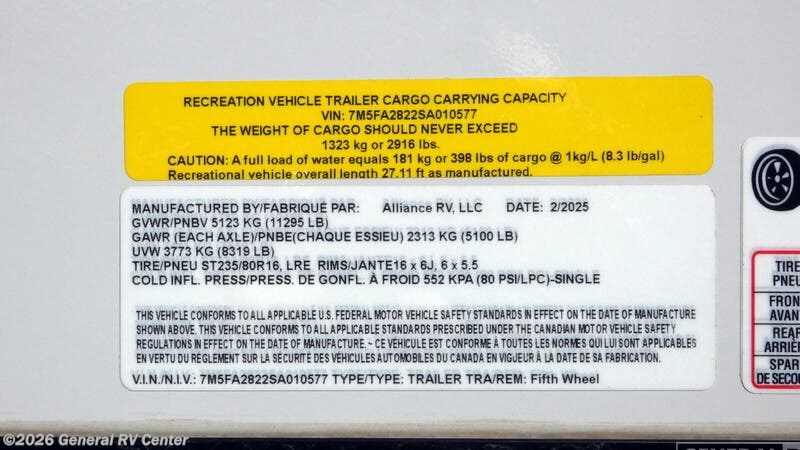 RECREATION VEHICLE TRAILER CARGO CARRYING CAPACITY
VIN: 7M5FA2822SA010577
THE WEIGHT OF CARGO SHOULD NEVER EXCEED
1323 kg or 2916 lbs.
CAUTION: A full load of water equals 181 kg or 398 lbs of cargo @ 1kg/L (8.3 lb/gal)
Recreational vehicle overall length 27.11 ft as manufactured.
MANUFACTURED BY/FABRIQUE PAR: Alliance RV, LLC DATE: 2/2025
GVWR/PNBV 5123 KG (11295 LB)
GAWR (EACH AXLE)/PNBE(CHAQUE ESSIEU) 2313 KG (5100 LB)
UVW 3773 KG (8319 LB)
TIRE/PNEU ST235/80R16, LRE RIMS/JANTE16 x 6J, 6 x 5.5
COLD INFL. PRESS/PRESS. DE GONFL. À FROID 552 KPA (80 PSI/LPC)-SINGLE
THIS VEHICLE CONFORMS TO ALL APPLICABLE U.S. FEDERAL MOTOR VEHICLE SAFETY STANDARDS IN EFFECT ON THE DATE OF MANUFACTURE
SHOWN ABOVE. THIS VEHICLE CONFORMS TO ALL APPLICABLE STANDARDS PRESCRIBED UNDER THE CANADIAN MOTOR VEHICLE SAFETY
REGULATIONS IN EFFECT ON THE DATE OF MANUFACTURE. ~ CE VÉHICULE EST CONFORME À TOUTES LES NORMES QUI LUI SONT APPLICABLES
EN VERTU DU RÈGLEMENT SUR LA SÉCURITÉ DES VÉHICULES AUTOMOBILES DU CANADA EN VIGUEUR À LA DATE DE SA FABRICATION.
V.I.N./N.I.V.: 7M5FA2822SA010577 TYPE/TYPE: TRAILER TRA/REM: Fifth Wheel
TIRE
PNEU
FRON
AVAN
REAR
ARRIÈR
SPAR
DE SECOU
©2026 General RV Center